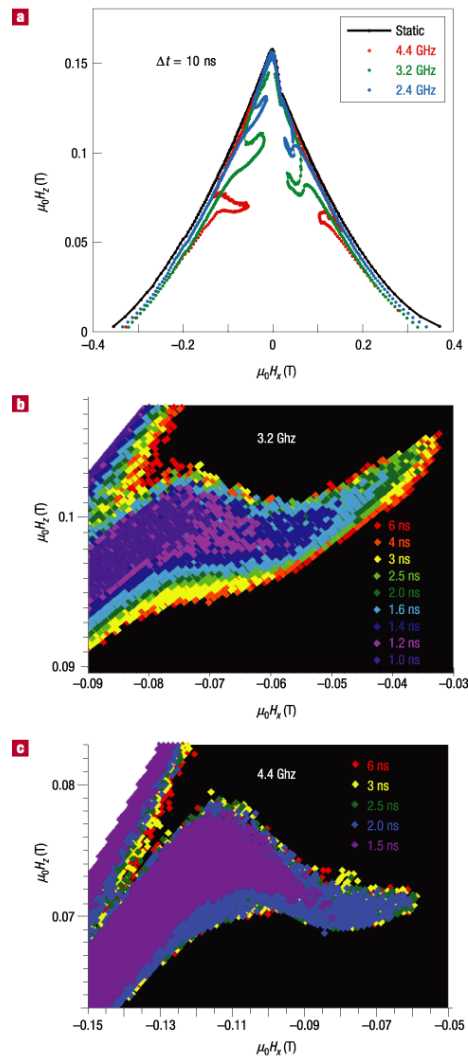 a
Static
4.4 GHz
3.2 GHz
2.4 GHz
Δt = 10 ns
0.15
0.1
0.05
0
μ0Hz (T)
−0.4 −0.2 0 0.2 0.4
μ0Hx (T)
b
3.2 Ghz
0.1
0.09
μ0Hz (T)
6 ns
4 ns
3 ns
2.5 ns
2.0 ns
1.6 ns
1.4 ns
1.2 ns
1.0 ns
−0.09 −0.08 −0.07 −0.06 −0.05 −0.04 −0.03
μ0Hx (T)
c
4.4 Ghz
0.08
0.07
μ0Hz (T)
6 ns
3 ns
2.5 ns
2.0 ns
1.5 ns
−0.15 −0.13 −0.11 −0.09 −0.07 −0.05
μ0Hx (T)